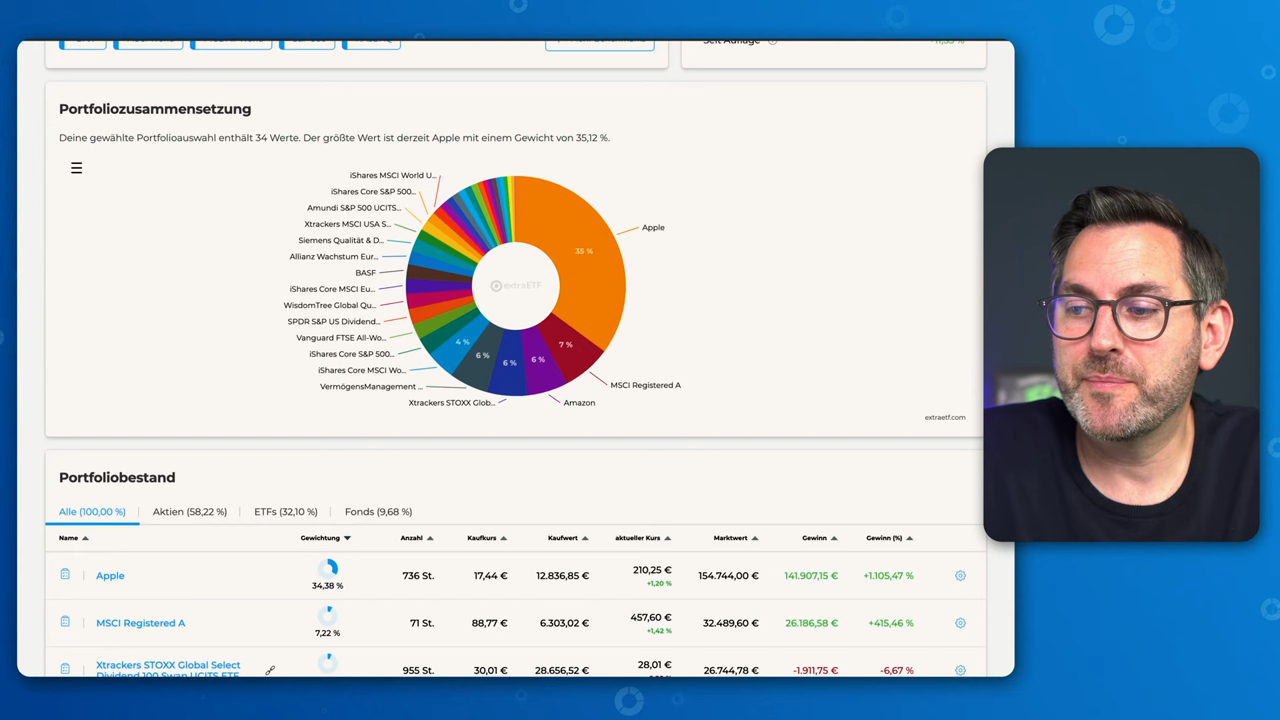 Seit Auflage
Portfoliozusammensetzung
Deine gewählte Portfolioauswahl enthält 34 Werte. Der größte Wert ist derzeit Apple mit einem Gewicht von 35,12 %.
iShares MSCI World U...
iShares Core S&P 500...
Amundi S&P 500 UCITS...
Xtrackers MSCI USA S...
Siemens Qualität & D...
Allianz Wachstum Eur...
BASF
iShares Core MSCI Eu...
WisdomTree Global Qu...
SPDR S&P US Dividend...
Vanguard FTSE All-Wo...
iShares Core S&P 500...
iShares Core MSCI Wo...
VermögensManagement ...
Xtrackers STOXX Glob...
Amazon
MSCI Registered A
Apple
35 %
7 %
6 %
6 %
6 %
4 %
extraETF
extraetf.com
Portfoliobestand
Alle (100,00 %) Aktien (58,22 %) ETFs (32,10 %) Fonds (9,68 %)
Name Gewichtung Anzahl Kaufkurs Kaufwert aktueller Kurs Marktwert Gewinn Gewinn (%)
Apple 34,38 % 736 St. 17,44 € 12.836,85 € 210,25 € +1,20 % 154.744,00 € 141.907,15 € +1.105,47 %
MSCI Registered A 7,22 % 71 St. 88,77 € 6.303,02 € 457,60 € +1,42 % 32.489,60 € 26.186,58 € +415,46 %
Xtrackers STOXX Global Select 955 St. 30,01 € 28.656,52 € 28,01 € 26.744,78 € -1.911,75 € -6,67 %
Dividend 100 Swap UCITS ETF